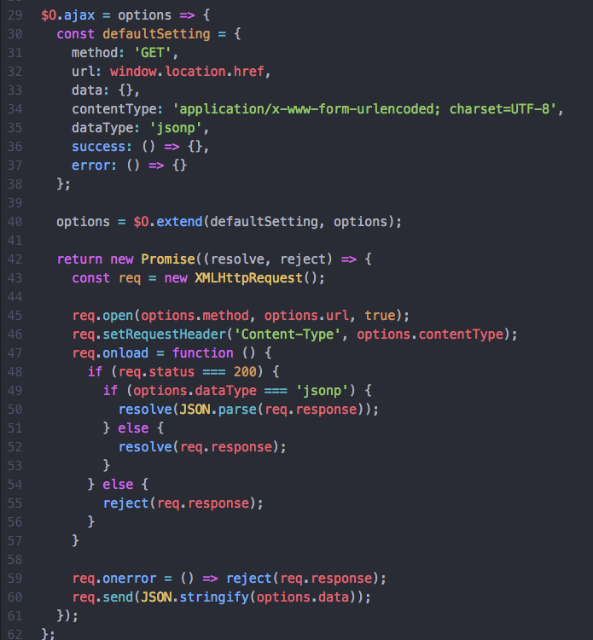 29 $O.ajax = options => {
30   const defaultSetting = {
31     method: 'GET',
32     url: window.location.href,
33     data: {},
34     contentType: 'application/x-www-form-urlencoded; charset=UTF-8',
35     dataType: 'jsonp',
36     success: () => {},
37     error: () => {}
38   };
39
40   options = $O.extend(defaultSetting, options);
41
42   return new Promise((resolve, reject) => {
43     const req = new XMLHttpRequest();
44
45     req.open(options.method, options.url, true);
46     req.setRequestHeader('Content-Type', options.contentType);
47     req.onload = function () {
48       if (req.status === 200) {
49         if (options.dataType === 'jsonp') {
50           resolve(JSON.parse(req.response));
51         } else {
52           resolve(req.response);
53         }
54       } else {
55         reject(req.response);
56       }
57     }
58
59     req.onerror = () => reject(req.response);
60     req.send(JSON.stringify(options.data));
61   });
62 };